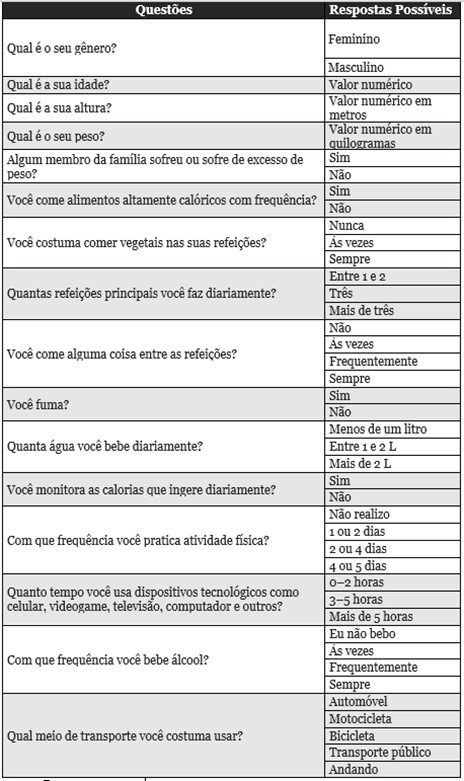 Questões Respostas Possíveis
Qual é o seu gênero?
Feminino
Masculino
Qual é a sua idade? Valor numérico
Qual é a sua altura?
Valor numérico em
metros
Qual é o seu peso?
Valor numérico em
quilogramas
Algum membro da família sofreu ou sofre de excesso de
peso?
Sim
Não
Você come alimentos altamente calóricos com frequência?
Sim
Não
Você costuma comer vegetais nas suas refeições?
Nunca
Às vezes
Sempre
Quantas refeições principais você faz diariamente?
Entre 1 e 2
Três
Mais de três
Você come alguma coisa entre as refeições?
Não
Às vezes
Frequentemente
Sempre
Você fuma?
Sim
Não
Quanta água você bebe diariamente?
Menos de um litro
Entre 1 e 2 L
Mais de 2 L
Você monitora as calorias que ingere diariamente?
Sim
Não
Com que frequência você pratica atividade física?
Não realizo
1 ou 2 dias
2 ou 4 dias
4 ou 5 dias
Quanto tempo você usa dispositivos tecnológicos como
celular, videogame, televisão, computador e outros?
0–2 horas
3–5 horas
Mais de 5 horas
Com que frequência você bebe álcool?
Eu não bebo
Às vezes
Frequentemente
Sempre
Qual meio de transporte você costuma usar?
Automóvel
Motocicleta
Bicicleta
Transporte público
Andando